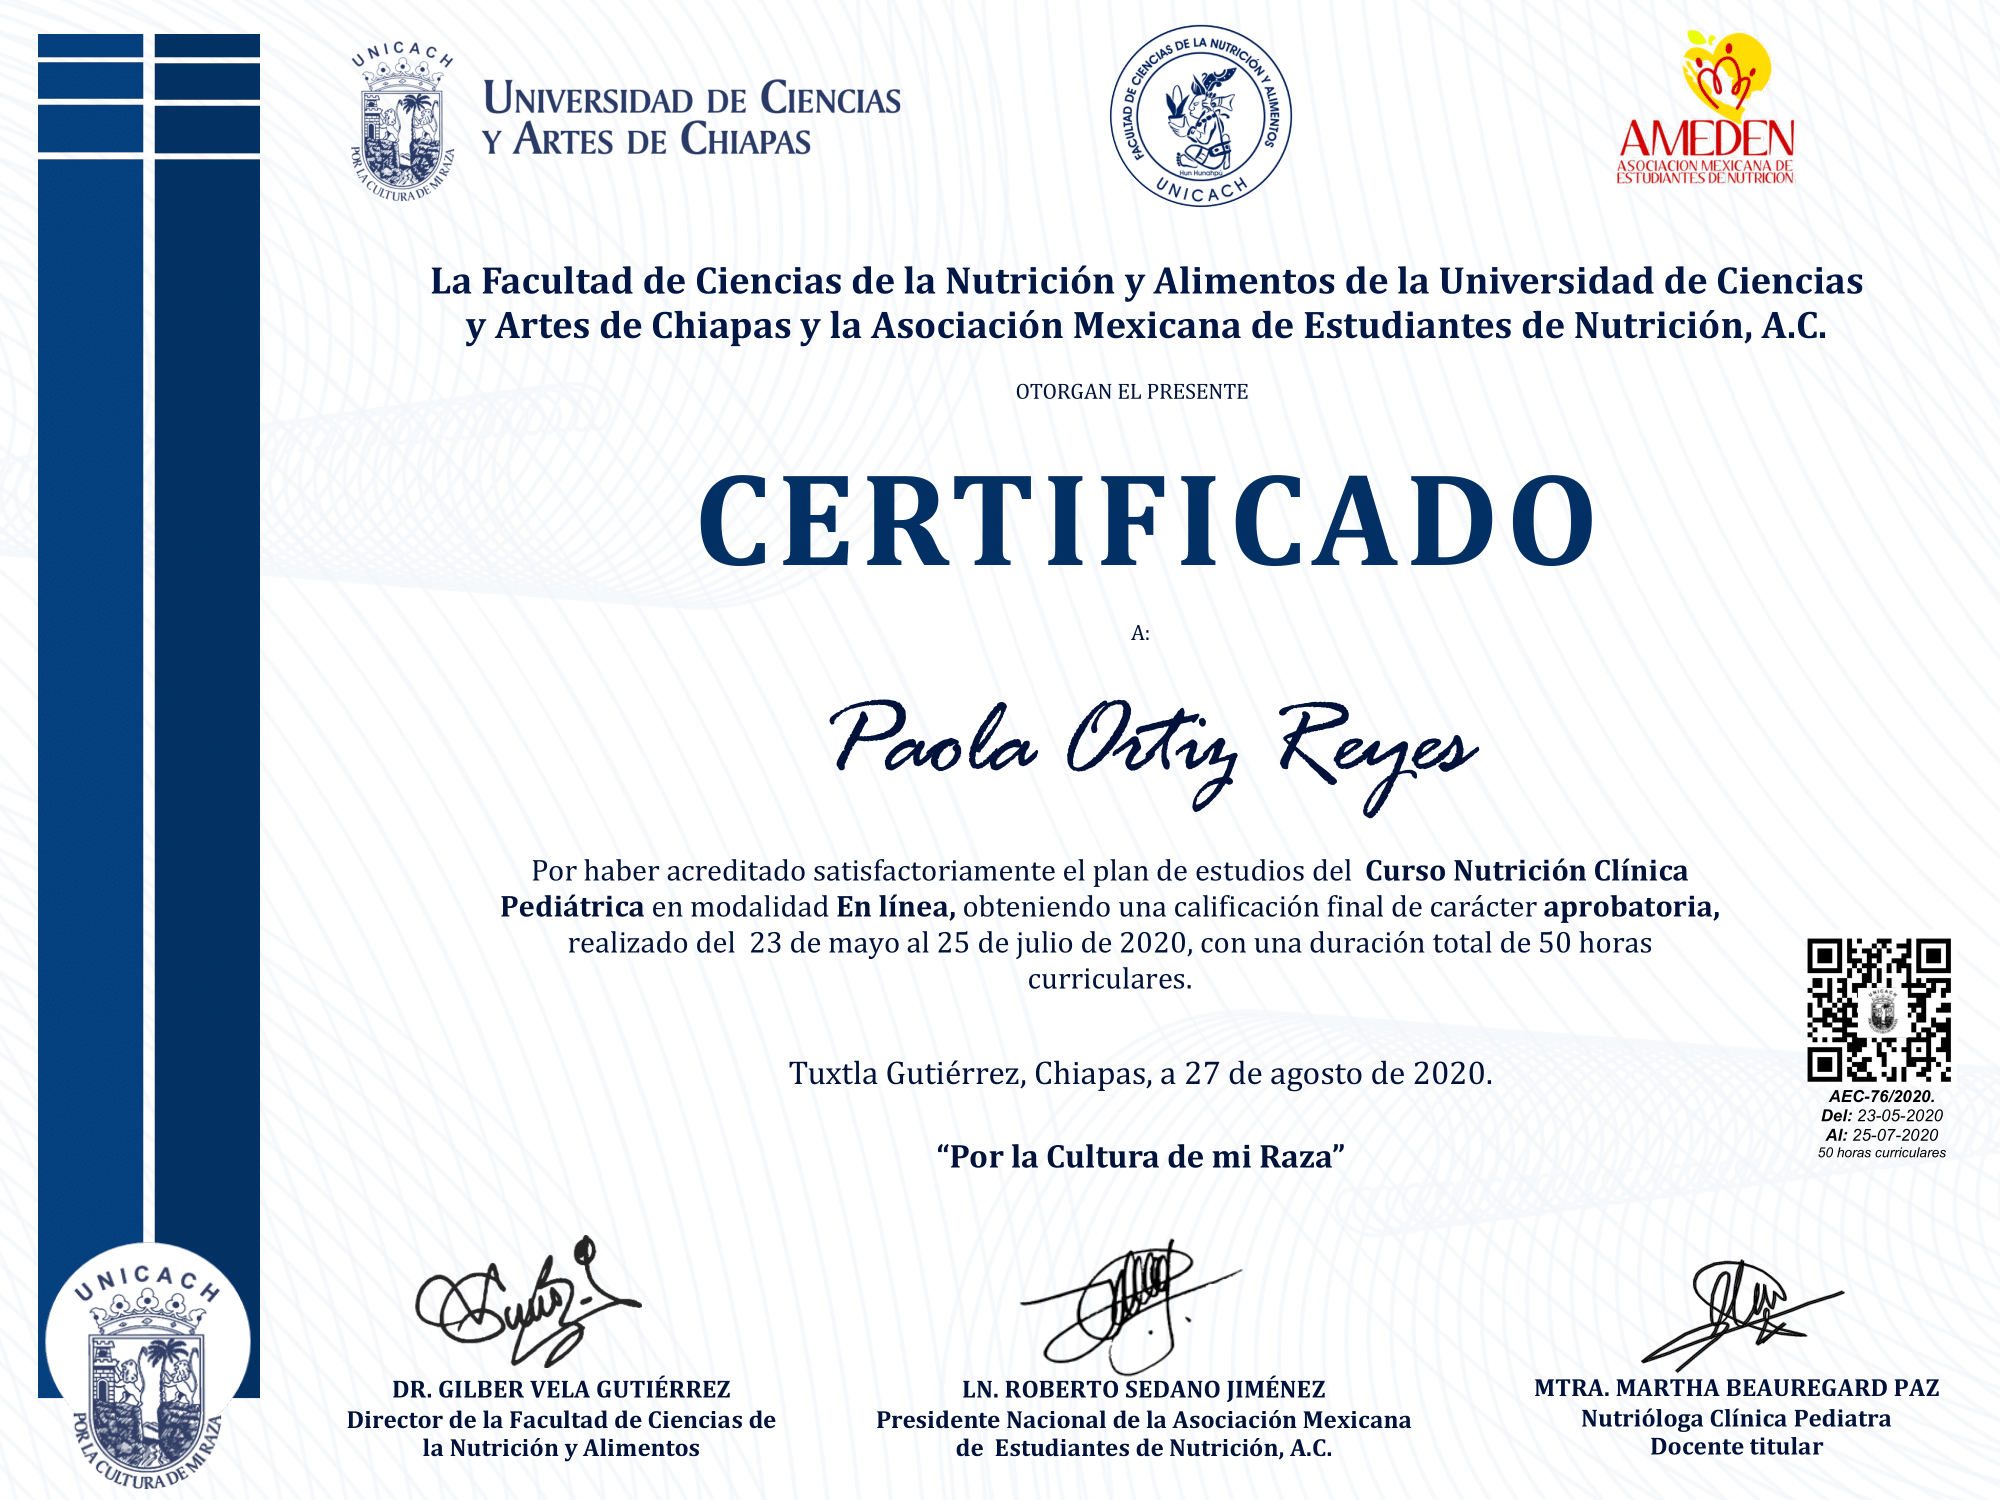 UNICACH
POR LA CULTURA DE MI RAZA
UNIVERSIDAD DE CIENCIAS
Y ARTES DE CHIAPAS
FACULTAD DE CIENCIAS DE LA NUTRICIÓN Y ALIMENTOS
Hun Hunahpú
UNICACH
AMEDEN
ASOCIACION MEXICANA DE
ESTUDIANTES DE NUTRICIÓN
La Facultad de Ciencias de la Nutrición y Alimentos de la Universidad de Ciencias
y Artes de Chiapas y la Asociación Mexicana de Estudiantes de Nutrición, A.C.
OTORGAN EL PRESENTE
CERTIFICADO
A:
Paola Ortiz Reyes
Por haber acreditado satisfactoriamente el plan de estudios del Curso Nutrición Clínica
Pediátrica en modalidad En línea, obteniendo una calificación final de carácter aprobatoria,
realizado del 23 de mayo al 25 de julio de 2020, con una duración total de 50 horas
curriculares.
Tuxtla Gutiérrez, Chiapas, a 27 de agosto de 2020.
“Por la Cultura de mi Raza”
UNICACH
AEC-76/2020.
Del: 23-05-2020
Al: 25-07-2020
50 horas curriculares
UNICACH
POR LA CULTURA DE MI RAZA
DR. GILBER VELA GUTIÉRREZ
Director de la Facultad de Ciencias de
la Nutrición y Alimentos
LN. ROBERTO SEDANO JIMÉNEZ
Presidente Nacional de la Asociación Mexicana
de Estudiantes de Nutrición, A.C.
MTRA. MARTHA BEAUREGARD PAZ
Nutrióloga Clínica Pediatra
Docente titular